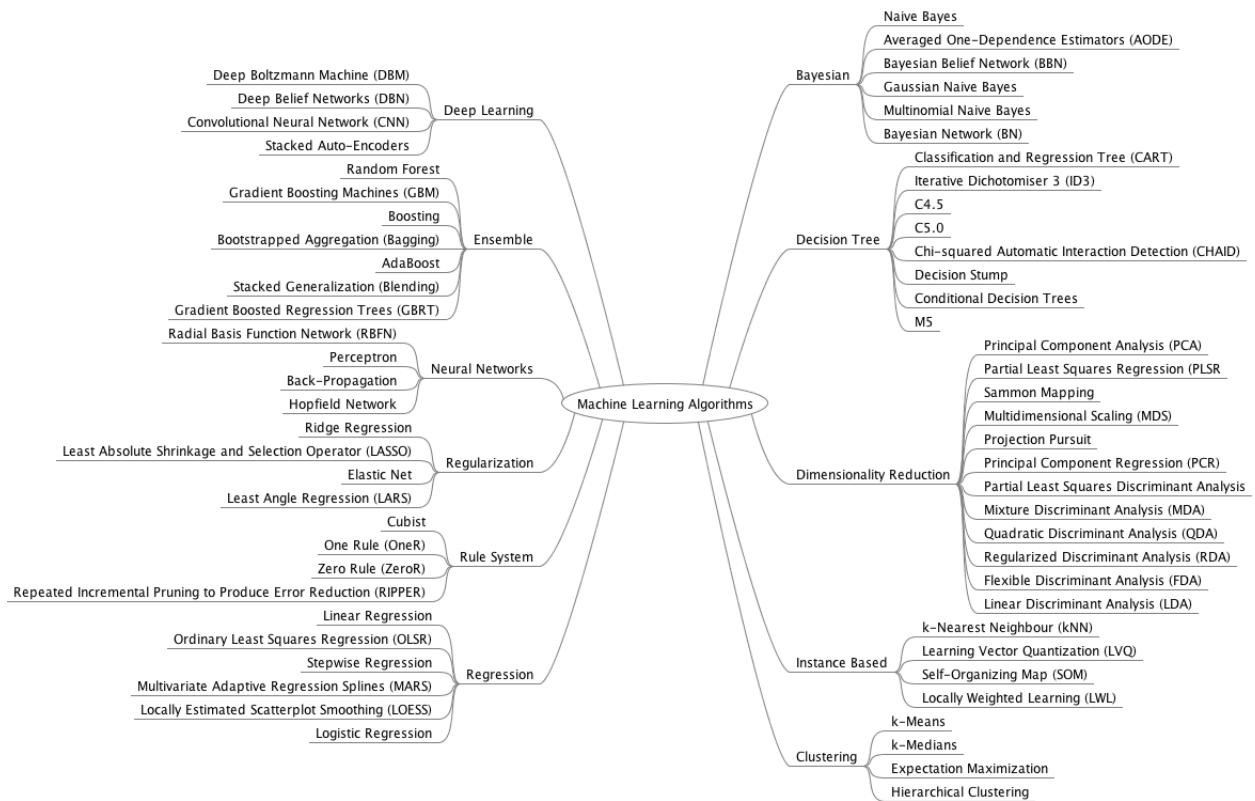 Machine Learning Algorithms
Deep Learning
Deep Boltzmann Machine (DBM)
Deep Belief Networks (DBN)
Convolutional Neural Network (CNN)
Stacked Auto-Encoders
Ensemble
Random Forest
Gradient Boosting Machines (GBM)
Boosting
Bootstrapped Aggregation (Bagging)
AdaBoost
Stacked Generalization (Blending)
Gradient Boosted Regression Trees (GBRT)
Neural Networks
Radial Basis Function Network (RBFN)
Perceptron
Back-Propagation
Hopfield Network
Regularization
Ridge Regression
Least Absolute Shrinkage and Selection Operator (LASSO)
Elastic Net
Least Angle Regression (LARS)
Rule System
Cubist
One Rule (OneR)
Zero Rule (ZeroR)
Repeated Incremental Pruning to Produce Error Reduction (RIPPER)
Regression
Linear Regression
Ordinary Least Squares Regression (OLSR)
Stepwise Regression
Multivariate Adaptive Regression Splines (MARS)
Locally Estimated Scatterplot Smoothing (LOESS)
Logistic Regression
Bayesian
Naive Bayes
Averaged One-Dependence Estimators (AODE)
Bayesian Belief Network (BBN)
Gaussian Naive Bayes
Multinomial Naive Bayes
Bayesian Network (BN)
Decision Tree
Classification and Regression Tree (CART)
Iterative Dichotomiser 3 (ID3)
C4.5
C5.0
Chi-squared Automatic Interaction Detection (CHAID)
Decision Stump
Conditional Decision Trees
M5
Dimensionality Reduction
Principal Component Analysis (PCA)
Partial Least Squares Regression (PLSR
Sammon Mapping
Multidimensional Scaling (MDS)
Projection Pursuit
Principal Component Regression (PCR)
Partial Least Squares Discriminant Analysis
Mixture Discriminant Analysis (MDA)
Quadratic Discriminant Analysis (QDA)
Regularized Discriminant Analysis (RDA)
Flexible Discriminant Analysis (FDA)
Linear Discriminant Analysis (LDA)
Instance Based
k-Nearest Neighbour (kNN)
Learning Vector Quantization (LVQ)
Self-Organizing Map (SOM)
Locally Weighted Learning (LWL)
Clustering
k-Means
k-Medians
Expectation Maximization
Hierarchical Clustering